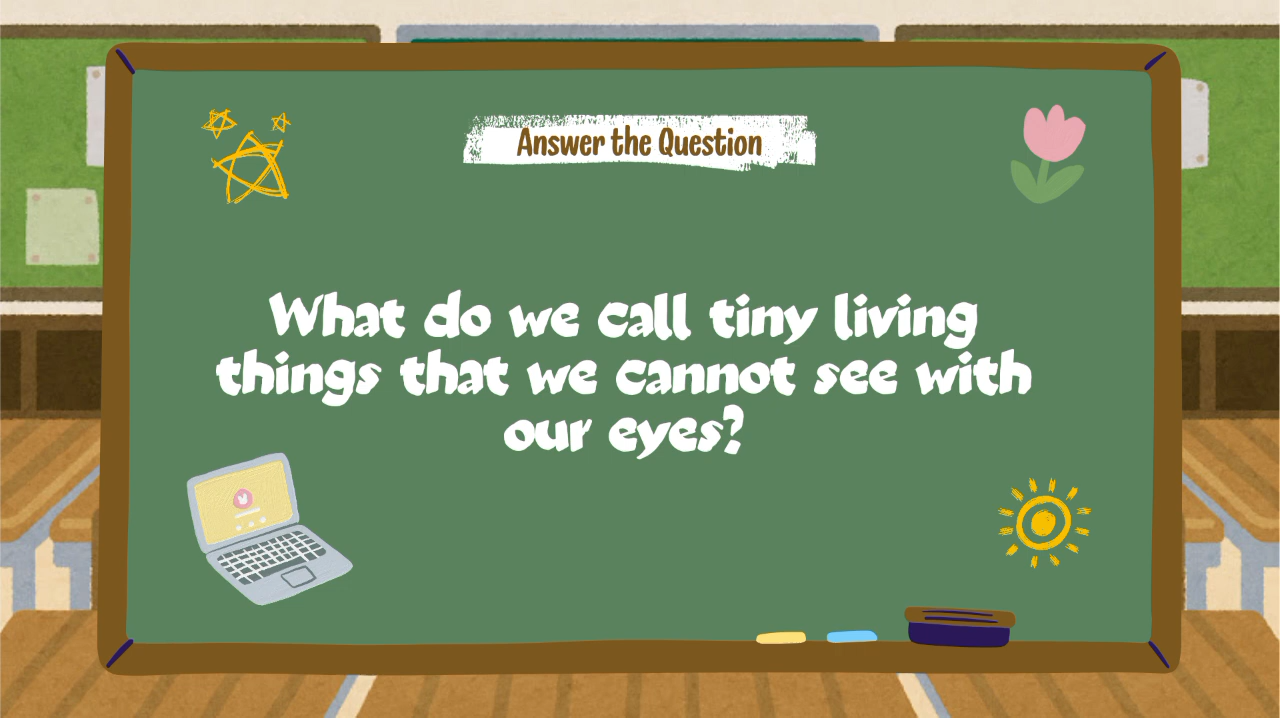 Answer the Question
What do we call tiny living
things that we cannot see with
our eyes?